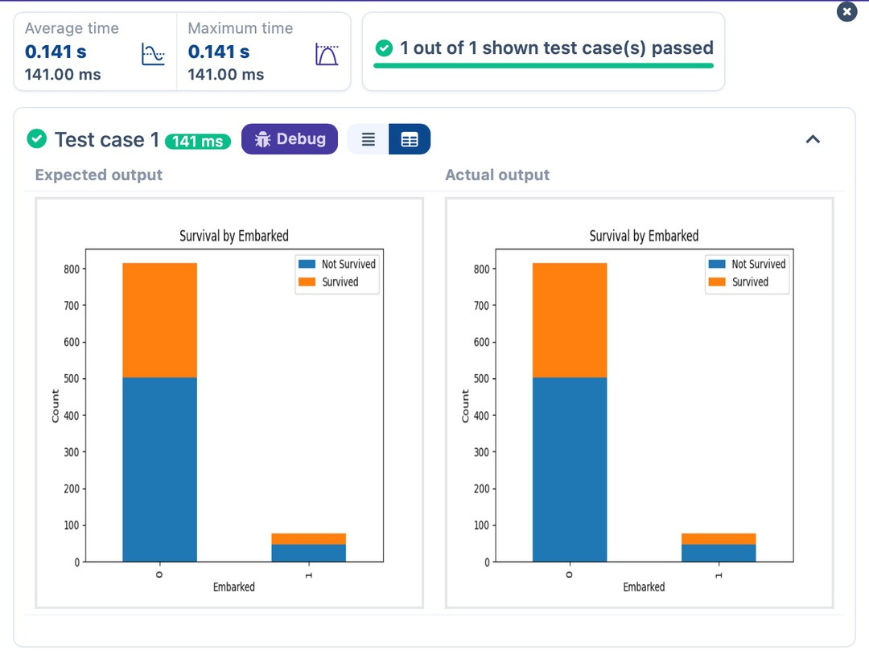 Average time
0.141 s
141.00 ms
Maximum time
0.141 s
141.00 ms
1 out of 1 shown test case(s) passed
Test case 1 141 ms Debug
Expected output
Actual output
Survival by Embarked
Not Survived
Survived
800
700
600
500
400
300
200
100
0
Count
0
1
Embarked
Survival by Embarked
Not Survived
Survived
800
700
600
500
400
300
200
100
0
Count
0
1
Embarked